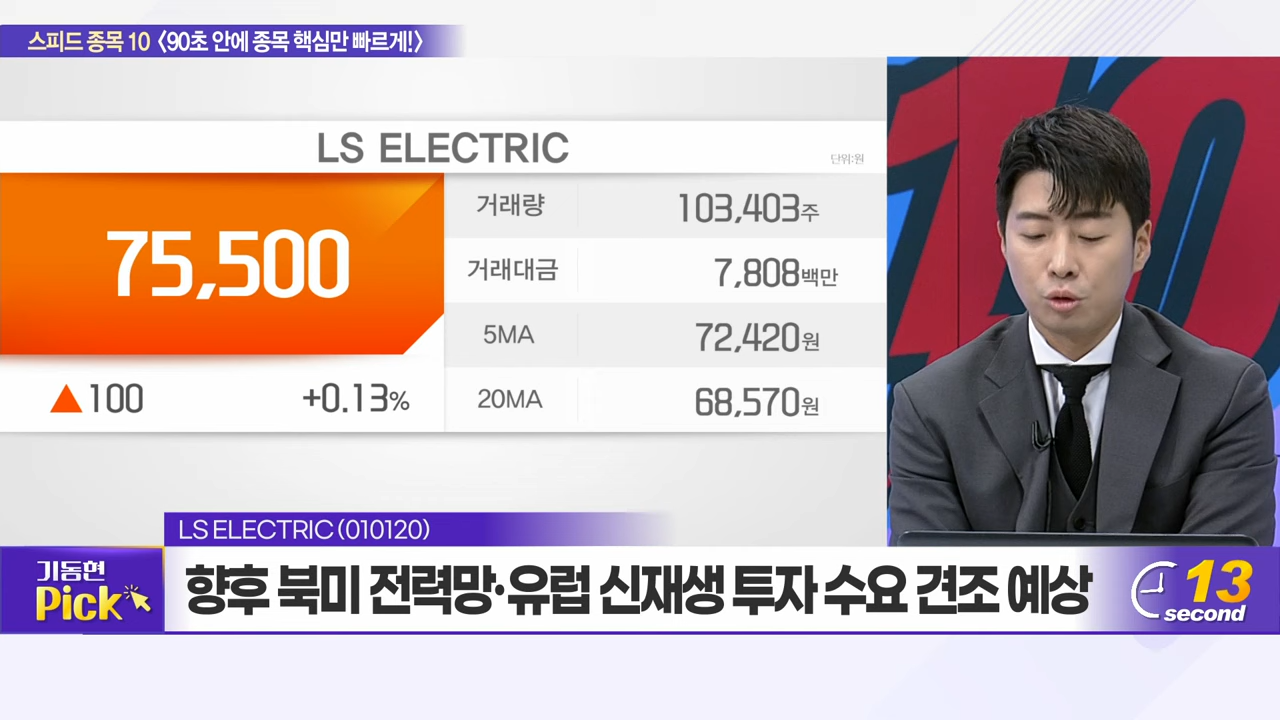 스피드 종목 10 〈90초 안에 종목 핵심만 빠르게!〉
LS ELECTRIC
단위:원
75,500
▲100 +0.13%
거래량 103,403주
거래대금 7,808백만
5MA 72,420원
20MA 68,570원
LS ELECTRIC (010120)
기동현
Pick
향후 북미 전력망·유럽 신재생 투자 수요 견조 예상
13
second